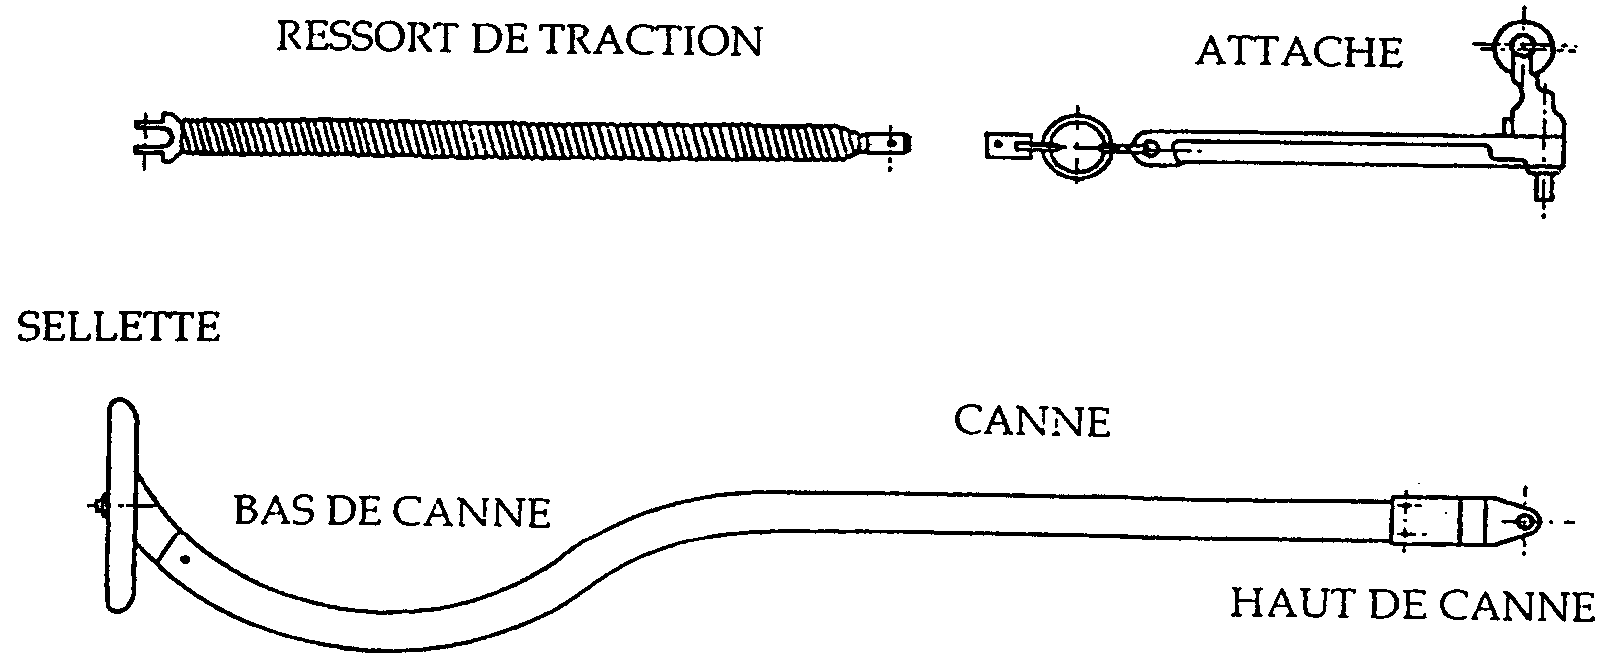 RESSORT DE TRACTION
ATTACHE
SELLETTE
CANNE
BAS DE CANNE
HAUT DE CANNE